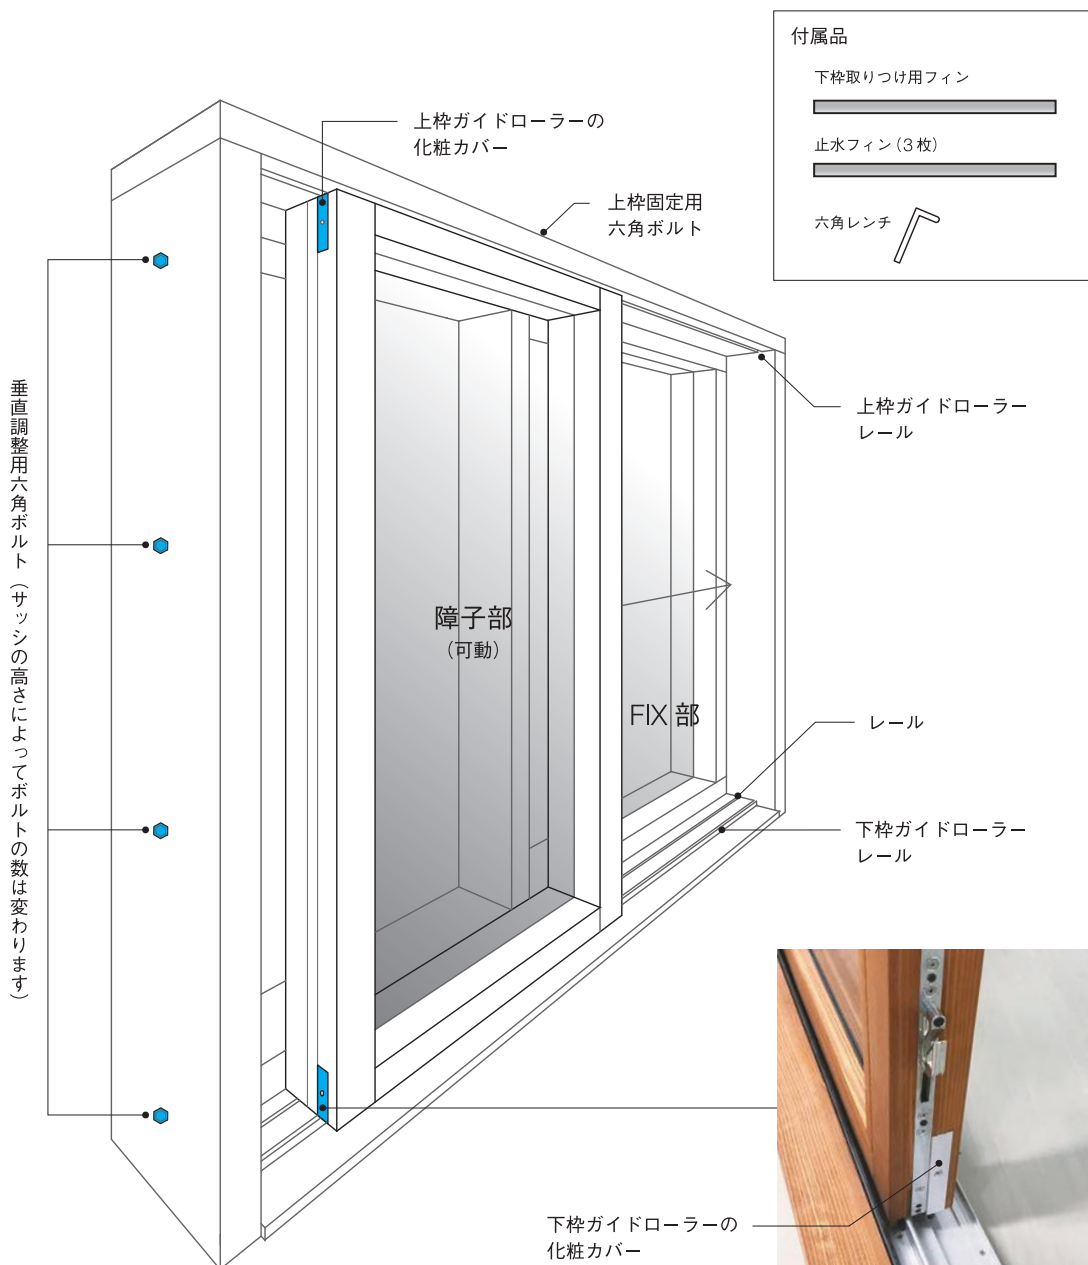 付属品
下枠取りつけ用フィン
止水フィン(3枚)
六角レンチ
上枠ガイドローラーの
化粧カバー
上枠固定用
六角ボルト
上枠ガイドローラー
レール
垂直調整用六角ボルト(サッシの高さによってボルトの数は変わります)
障子部
(可動)
FIX部
レール
下枠ガイドローラー
レール
下枠ガイドローラーの
化粧カバー